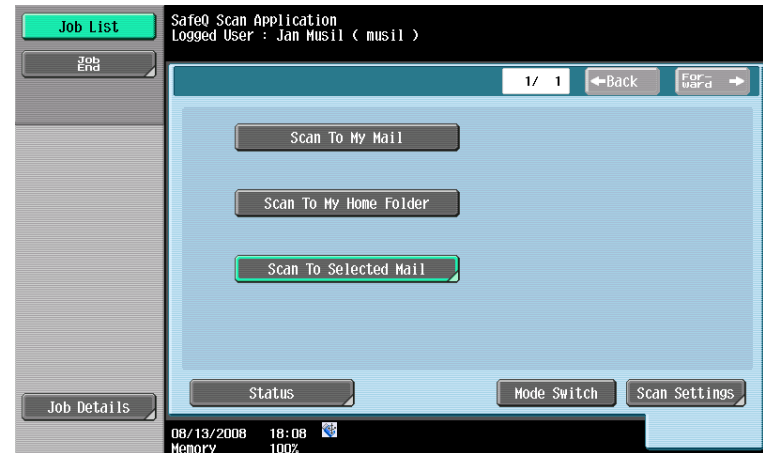 Job List
SafeQ Scan Application
Logged User : Jan Musil ( musil )
Job
End
1/ 1
←Back
For-
ward →
Scan To My Mail
Scan To My Home Folder
Scan To Selected Mail
Status
Mode Switch
Scan Settings
Job Details
08/13/2008 18:08
Memory 100%